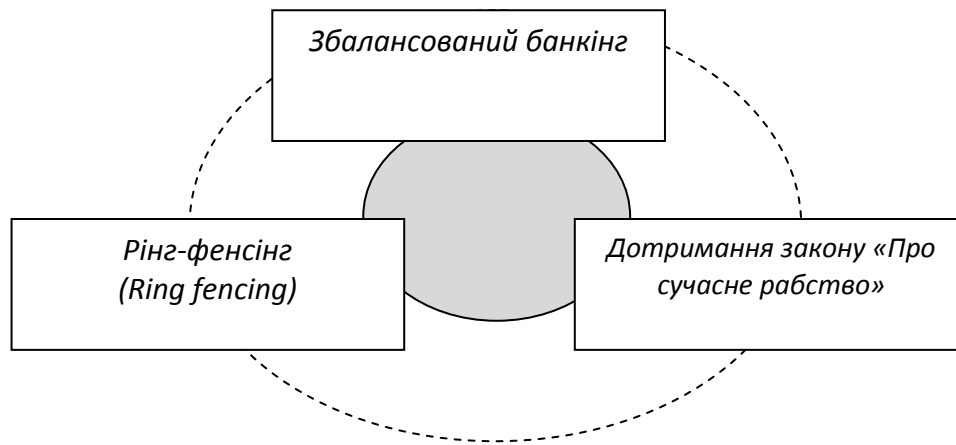 Збалансований банкінг
Рінг-фенсінг
(Ring fencing)
Дотримання закону «Про
сучасне рабство»